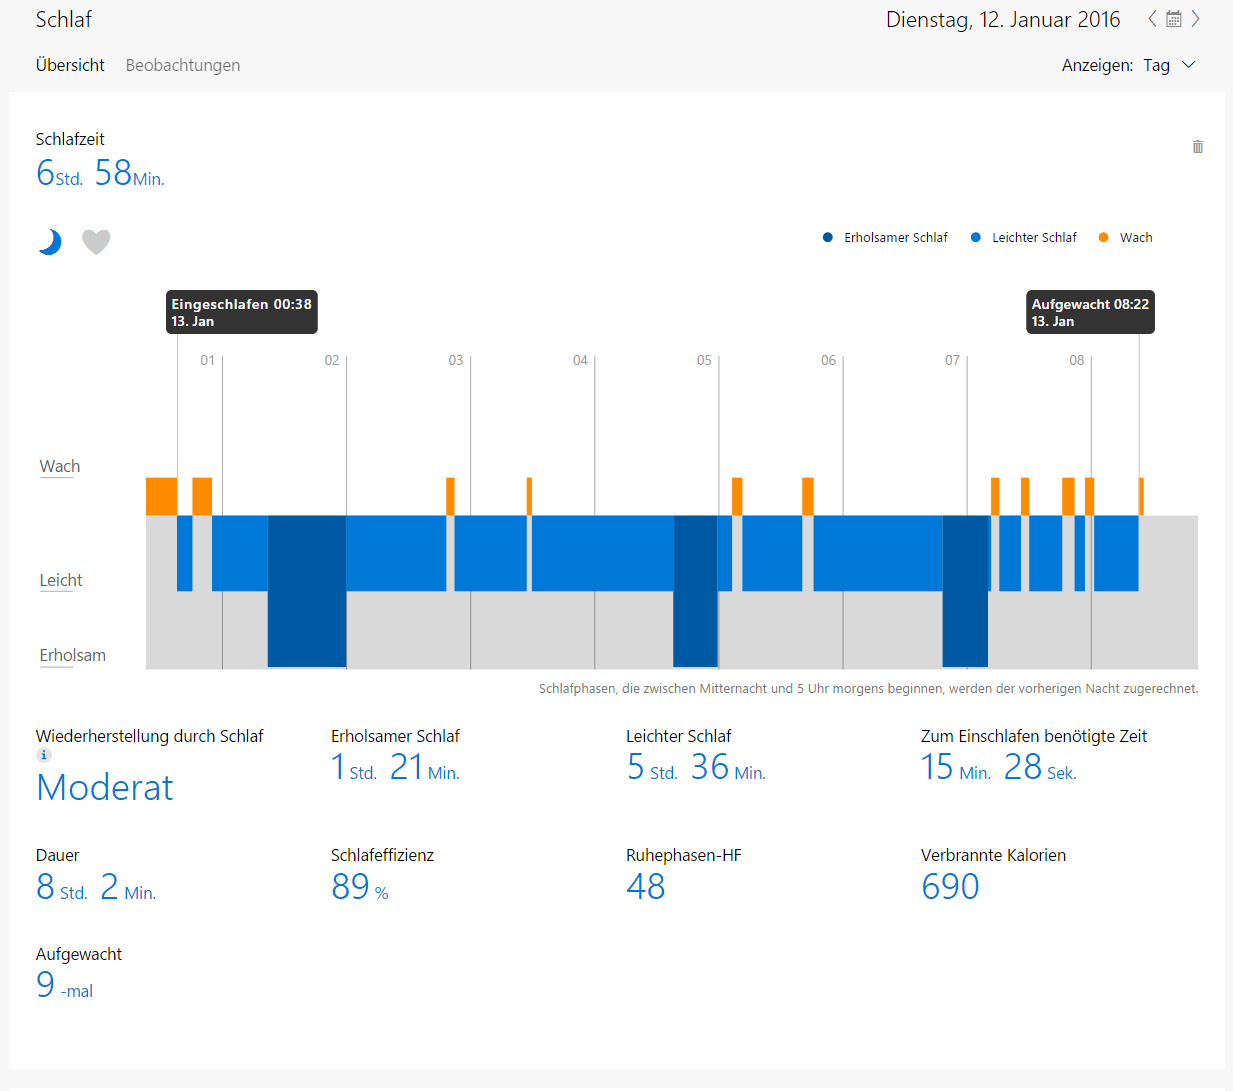 Schlaf
Dienstag, 12. Januar 2016
Übersicht Beobachtungen
Anzeigen: Tag
Schlafzeit
6Std. 58Min.
Erholsamer Schlaf Leichter Schlaf Wach
Eingeschlafen 00:38
13. Jan
Aufgewacht 08:22
13. Jan
01 02 03 04 05 06 07 08
Wach
Leicht
Erholsam
Schlafphasen, die zwischen Mitternacht und 5 Uhr morgens beginnen, werden der vorherigen Nacht zugerechnet.
Wiederherstellung durch Schlaf
i
Moderat
Erholsamer Schlaf
1 Std. 21 Min.
Leichter Schlaf
5 Std. 36 Min.
Zum Einschlafen benötigte Zeit
15 Min. 28 Sek.
Dauer
8 Std. 2 Min.
Schlafeffizienz
89 %
Ruhephasen-HF
48
Verbrannte Kalorien
690
Aufgewacht
9 -mal